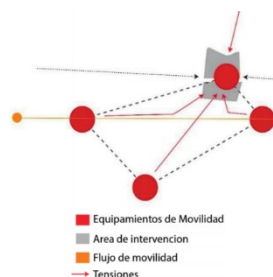 Equipamientos de Movilidad
Area de intervencion
Flujo de movilidad
Tensiones